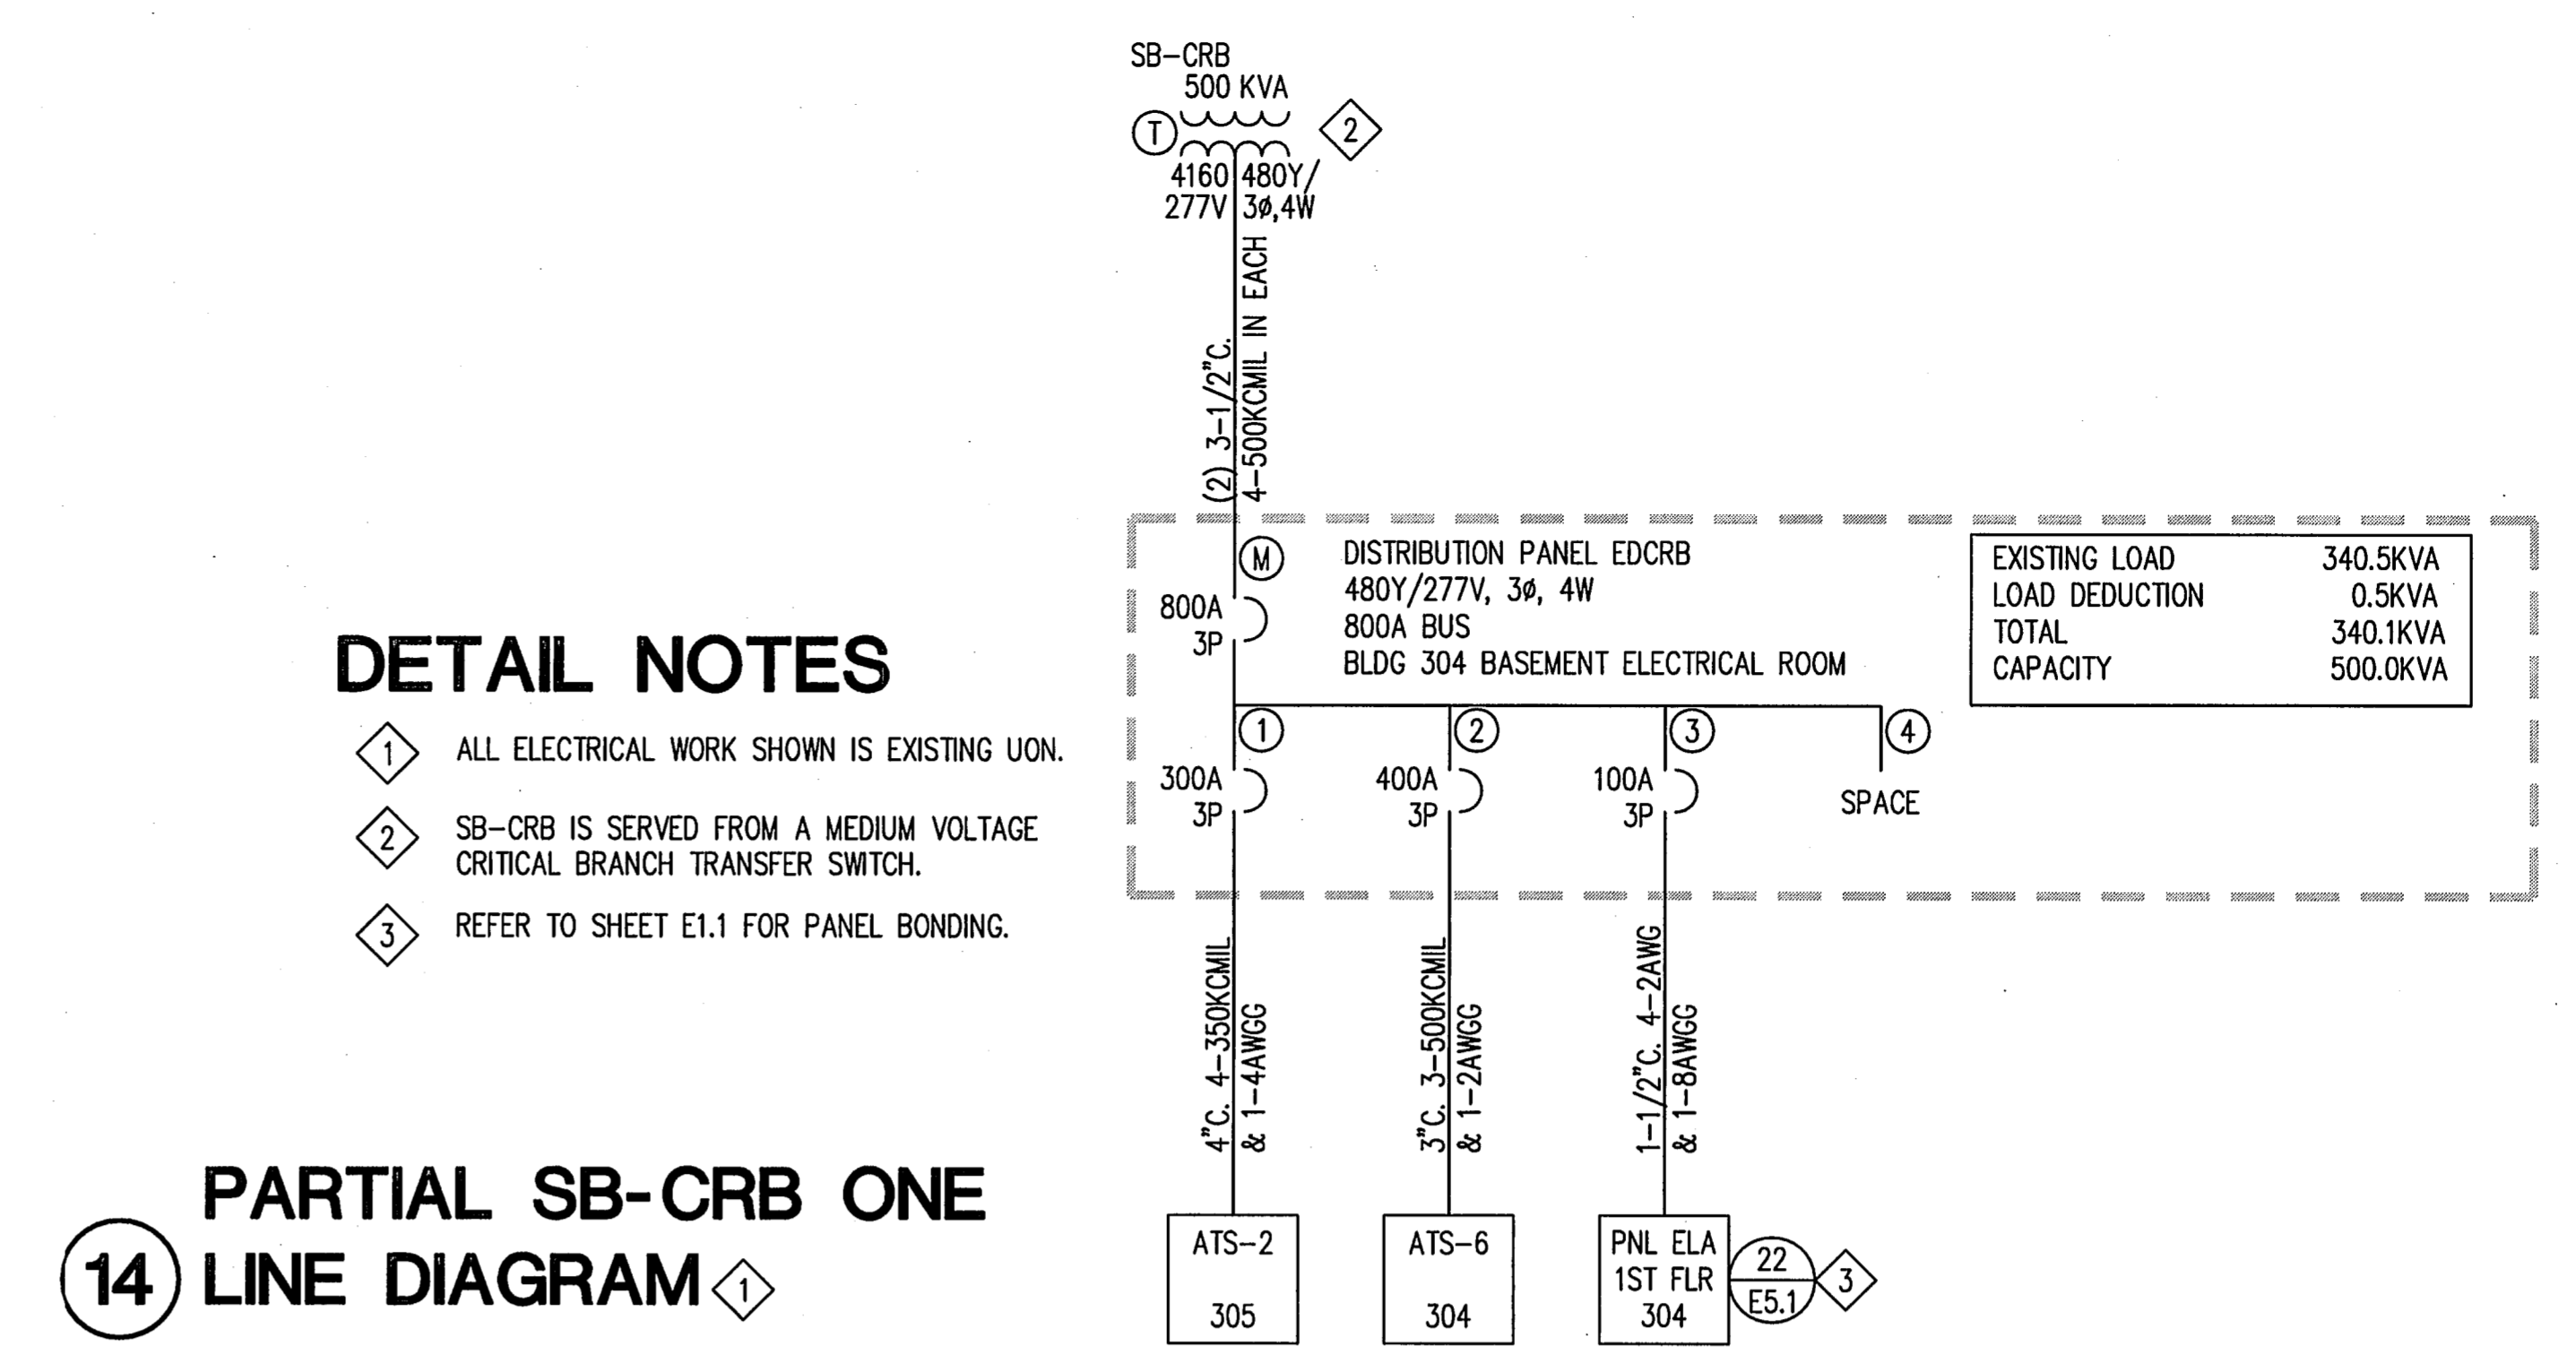 SB-CRB
500 KVA
T
2
4160 480Y/
277V 3ø,4W
(2) 3-1/2"C.
4-500KCMIL IN EACH
M
800A
3P
DISTRIBUTION PANEL EDCRB
480Y/277V, 3ø, 4W
800A BUS
BLDG 304 BASEMENT ELECTRICAL ROOM
EXISTING LOAD 340.5KVA
LOAD DEDUCTION 0.5KVA
TOTAL 340.1KVA
CAPACITY 500.0KVA
1
300A
3P
2
400A
3P
3
100A
3P
4
SPACE
4"C. 4-350KCMIL
& 1-4AWGG
3"C. 3-500KCMIL
& 1-2AWGG
1-1/2"C. 4-2AWG
& 1-8AWGG
ATS-2
305
ATS-6
304
PNL ELA
1ST FLR
304
22
E5.1
3
DETAIL NOTES
1 ALL ELECTRICAL WORK SHOWN IS EXISTING UON.
2 SB-CRB IS SERVED FROM A MEDIUM VOLTAGE
CRITICAL BRANCH TRANSFER SWITCH.
3 REFER TO SHEET E1.1 FOR PANEL BONDING.
14
PARTIAL SB-CRB ONE
LINE DIAGRAM 1